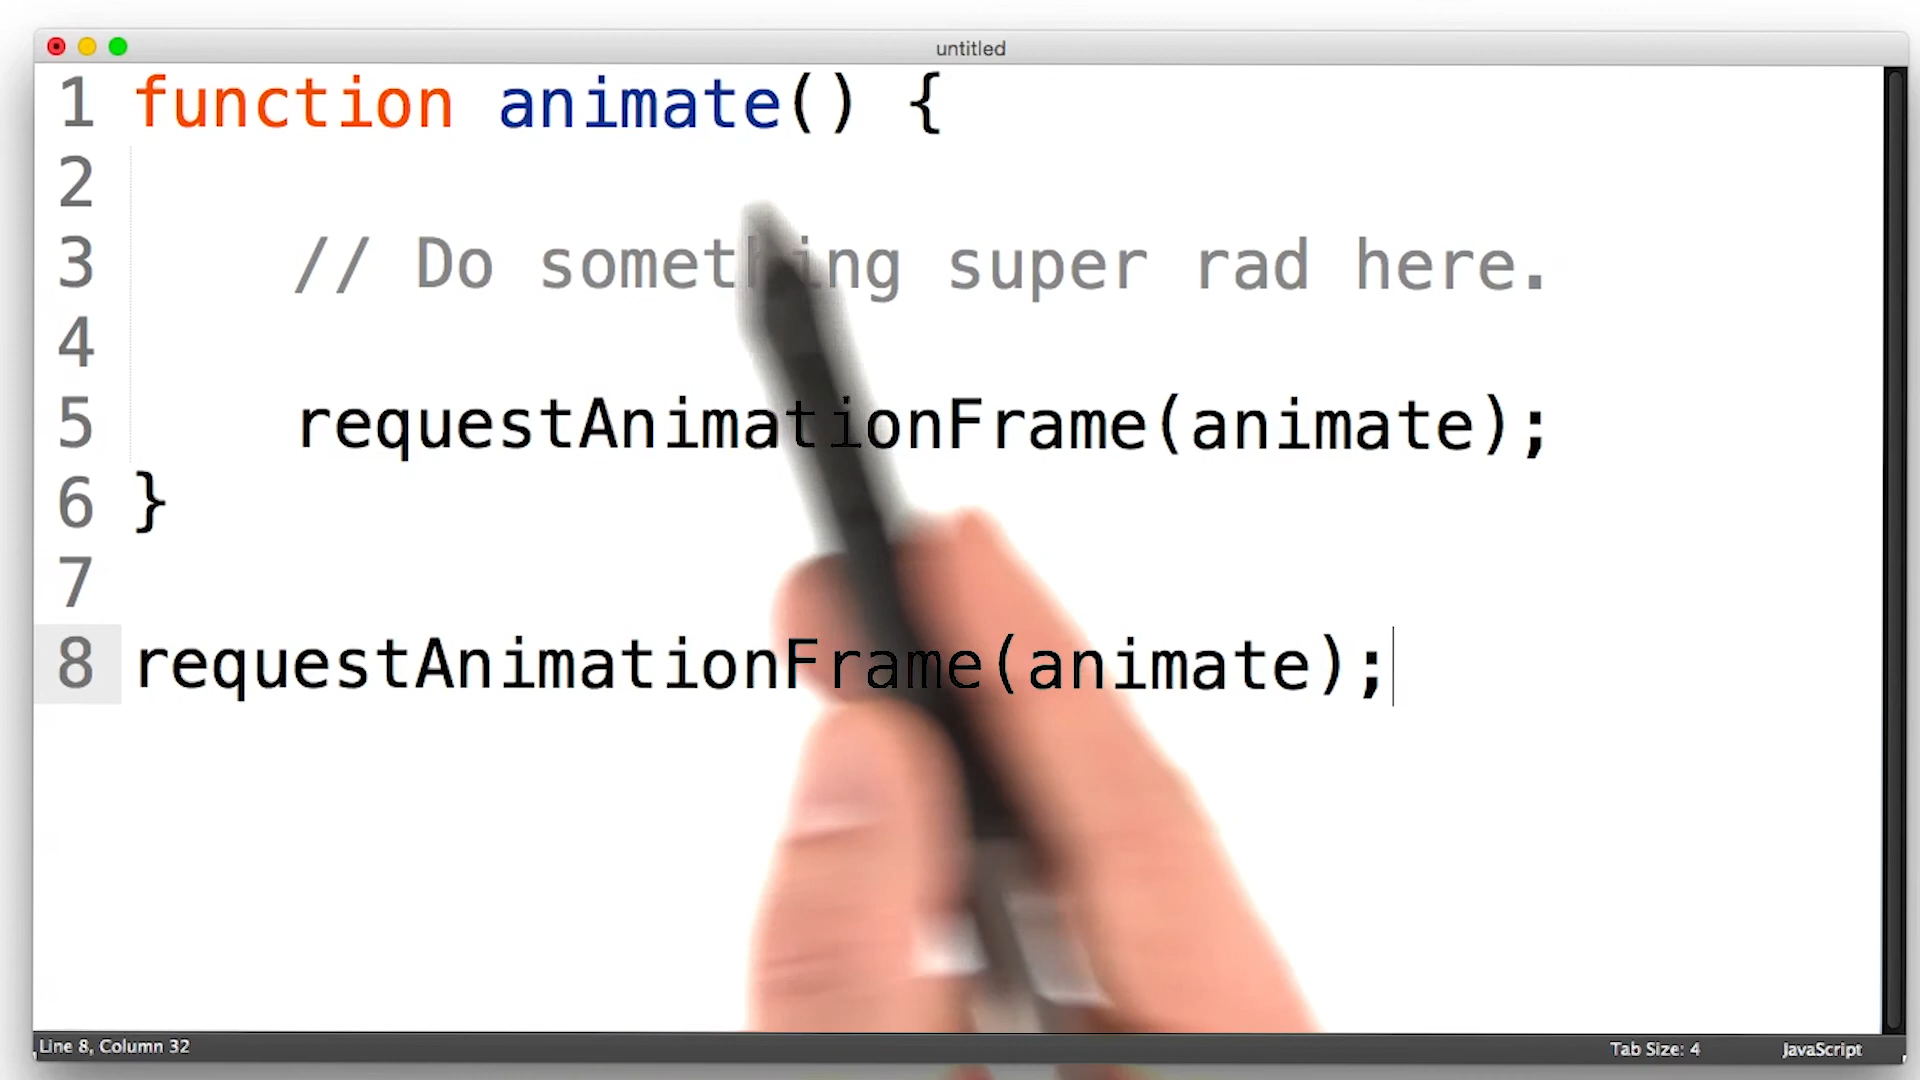 untitled
1 function animate() {
2
3 // Do something super rad here.
4
5 requestAnimationFrame(animate);
6 }
7
8 requestAnimationFrame(animate);
Line 8, Column 32
Tab Size: 4
JavaScript